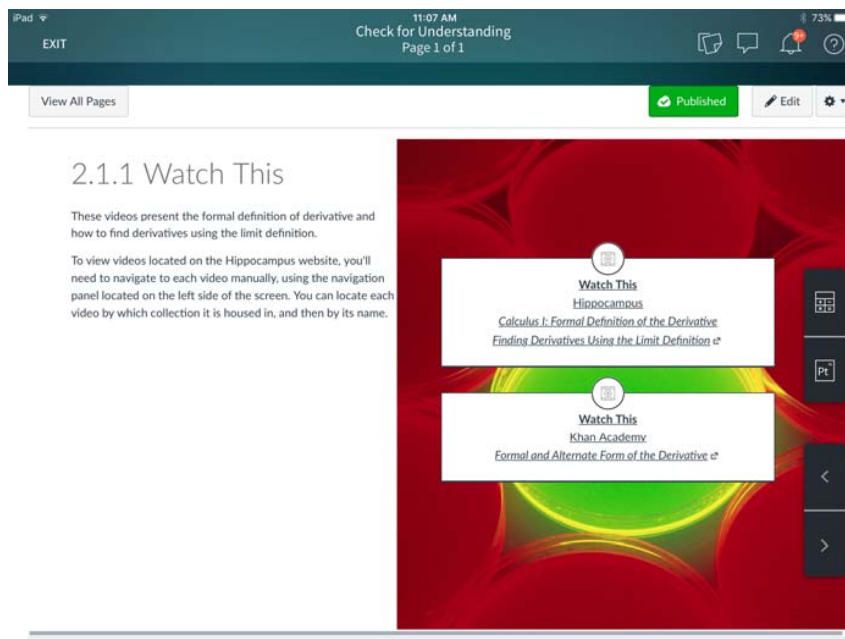 iPad
11:07 AM
73%
EXIT
Check for Understanding
Page 1 of 1
9+
?
View All Pages
Published
Edit
2.1.1 Watch This
These videos present the formal definition of derivative and
how to find derivatives using the limit definition.
To view videos located on the Hippocampus website, you'll
need to navigate to each video manually, using the navigation
panel located on the left side of the screen. You can locate each
video by which collection it is housed in, and then by its name.
Watch This
Hippocampus
Calculus I: Formal Definition of the Derivative
Finding Derivatives Using the Limit Definition
Watch This
Khan Academy
Formal and Alternate Form of the Derivative
Pt